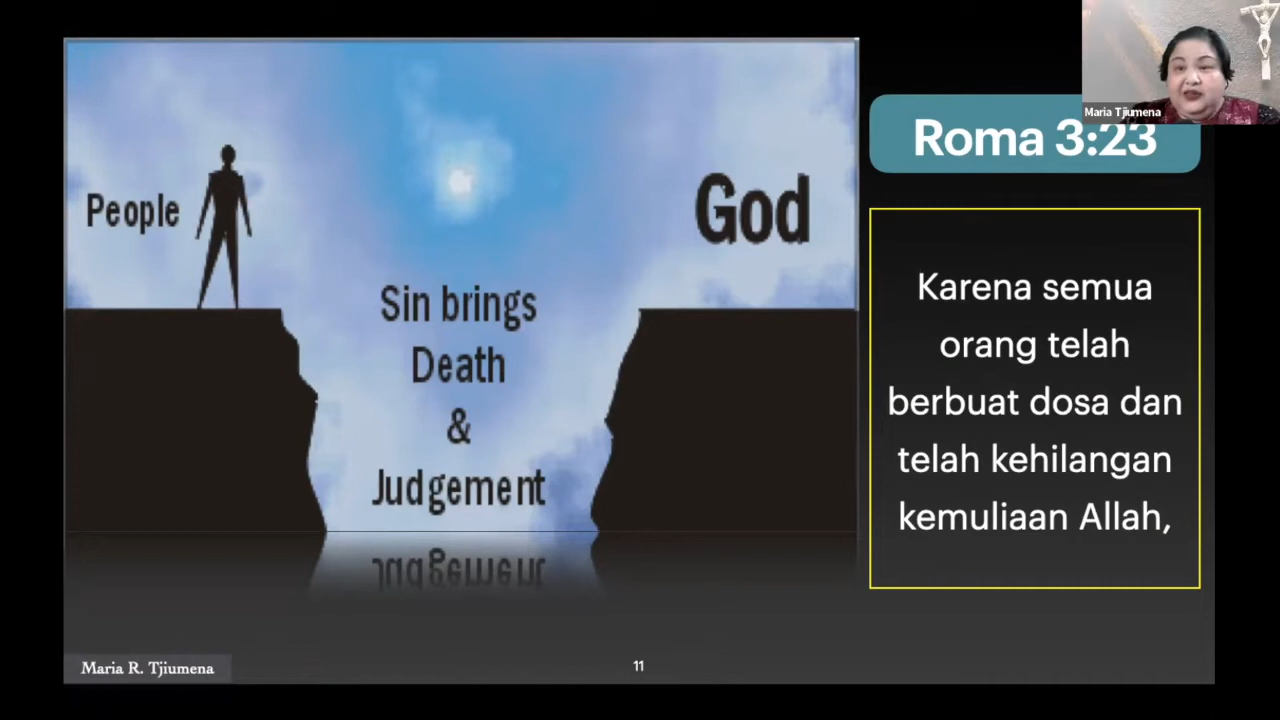 People
God
Sin brings
Death
&
Judgement
Maria Tjiumena
Roma 3:23
Karena semua
orang telah
berbuat dosa dan
telah kehilangan
kemuliaan Allah,
Maria R. Tjiumena
11